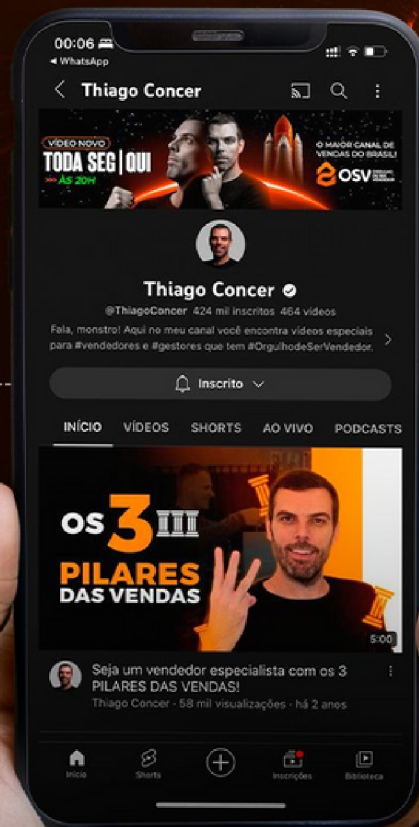 00:06
WhatsApp
Thiago Concer
VÍDEO NOVO
TODA SEG | QUI
ÀS 20H
O MAIOR CANAL DE
VENDAS DO BRASIL!
OSV
Thiago Concer
@ThiagoConcer 424 mil inscritos 464 vídeos
Fala, monstro! Aqui no meu canal você encontra vídeos especiais
para #vendedores e #gestores que tem #OrgulhodeSerVendedor.
Inscrito
INÍCIO VÍDEOS SHORTS AO VIVO PODCASTS
OS 3
PILARES
DAS VENDAS
5:00
Seja um vendedor especialista com os 3
PILARES DAS VENDAS!
Thiago Concer · 58 mil visualizações · há 2 anos
Início Shorts Inscrições Biblioteca